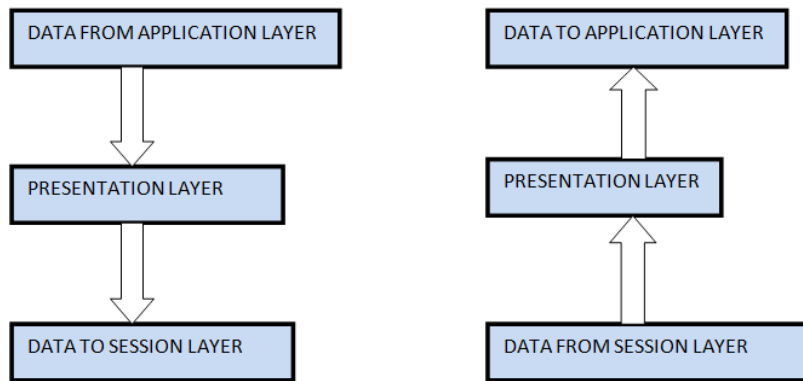 DATA FROM APPLICATION LAYER
DATA TO APPLICATION LAYER
PRESENTATION LAYER
PRESENTATION LAYER
DATA TO SESSION LAYER
DATA FROM SESSION LAYER